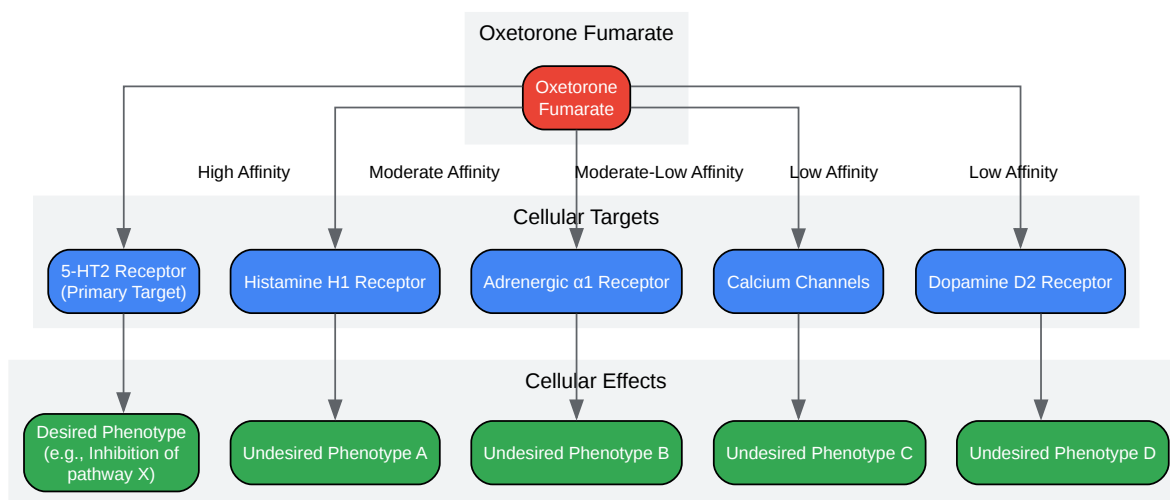 Oxetorone Fumarate
Oxetorone
Fumarate
High Affinity
Moderate Affinity
Moderate-Low Affinity
Low Affinity
Low Affinity
Cellular Targets
5-HT2 Receptor
(Primary Target)
Histamine H1 Receptor
Adrenergic α1 Receptor
Calcium Channels
Dopamine D2 Receptor
Cellular Effects
Desired Phenotype
(e.g., Inhibition of
pathway X)
Undesired Phenotype A
Undesired Phenotype B
Undesired Phenotype C
Undesired Phenotype D